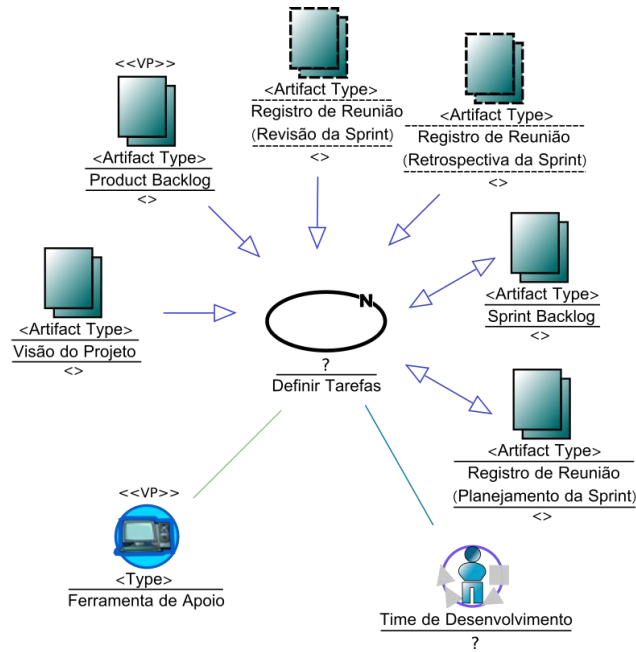 <<VP>>
<Artifact Type>
Product Backlog
<>
<Artifact Type>
Registro de Reunião
(Revisão da Sprint)
<>
<Artifact Type>
Registro de Reunião
(Retrospectiva da Sprint)
<>
<Artifact Type>
Visão do Projeto
<>
N
?
Definir Tarefas
<Artifact Type>
Sprint Backlog
<>
<Artifact Type>
Registro de Reunião
(Planejamento da Sprint)
<>
<<VP>>
<Type>
Ferramenta de Apoio
Time de Desenvolvimento
?